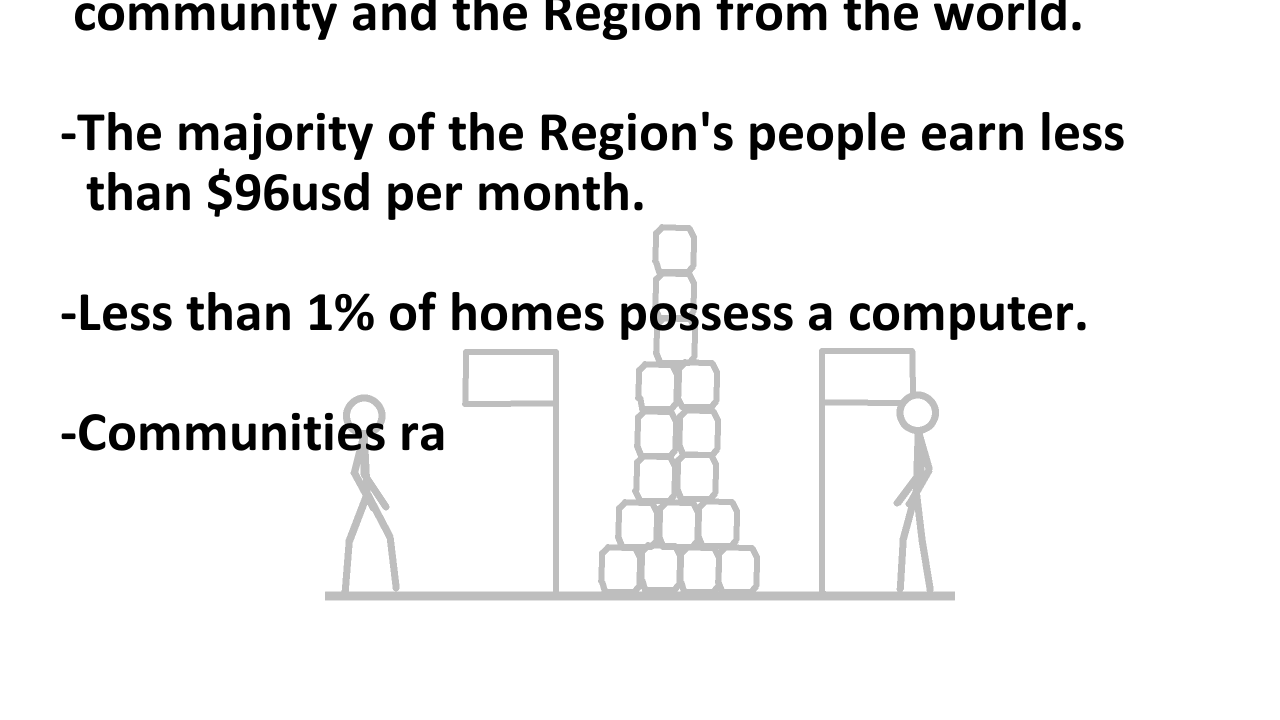 community and the Region from the world.
-The majority of the Region's people earn less
than $96usd per month.
-Less than 1% of homes possess a computer.
-Communities ra